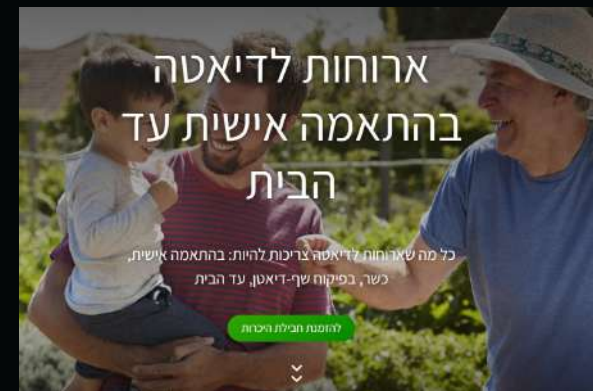 ארוחות לדיאטה
בהתאמה אישית עד
הבית
כל מה שארוחות לדיאטה צריכות להיות: בהתאמה אישית,
כשר, בפיקוח שף-דיאטן, עד הבית
להזמנת חבילת היכרות